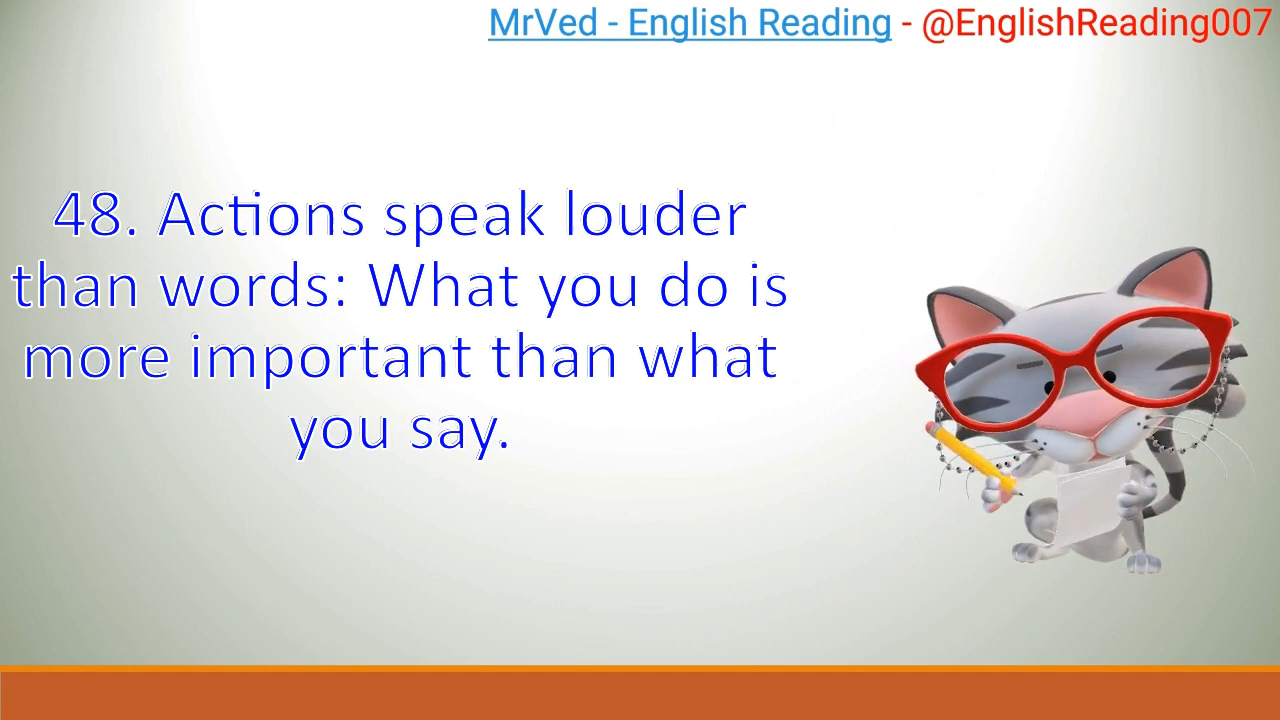 MrVed - English Reading - @EnglishReading007
48. Actions speak louder
than words: What you do is
more important than what
you say.